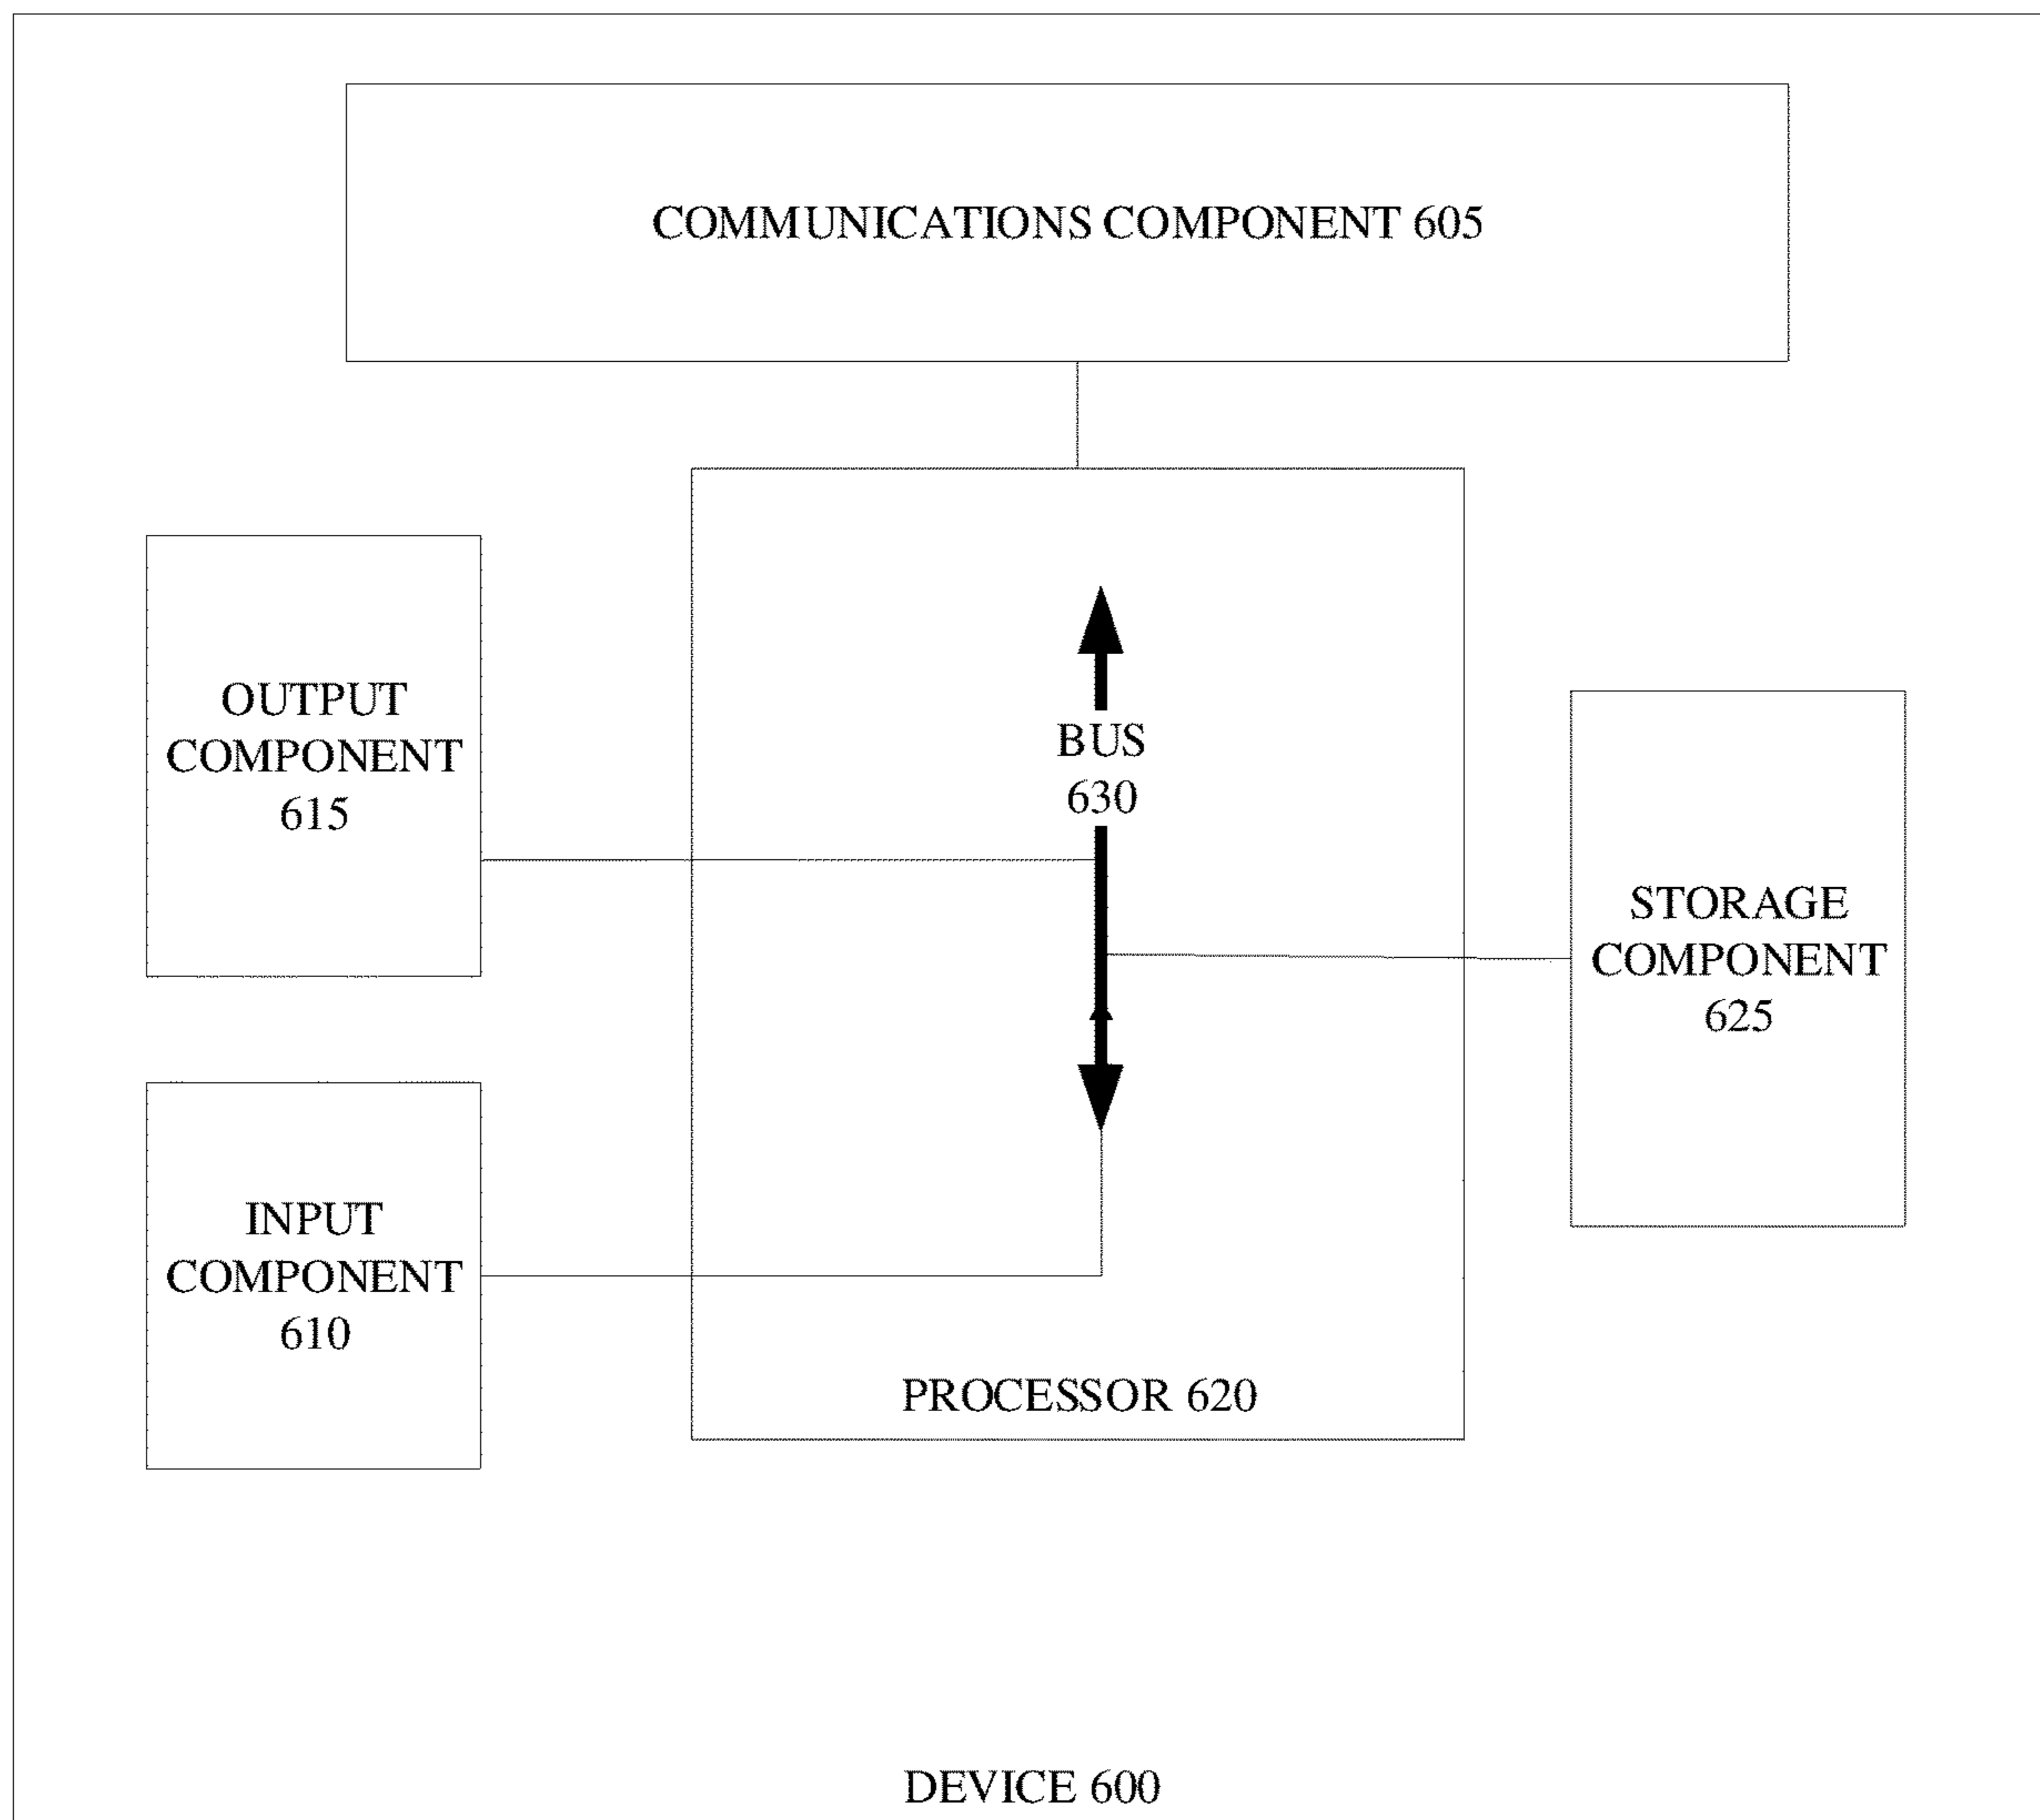 COMMUNICATIONS COMPONENT 605
OUTPUT
COMPONENT
615
BUS
630
STORAGE
COMPONENT
625
INPUT
COMPONENT
610
PROCESSOR 620
DEVICE 600